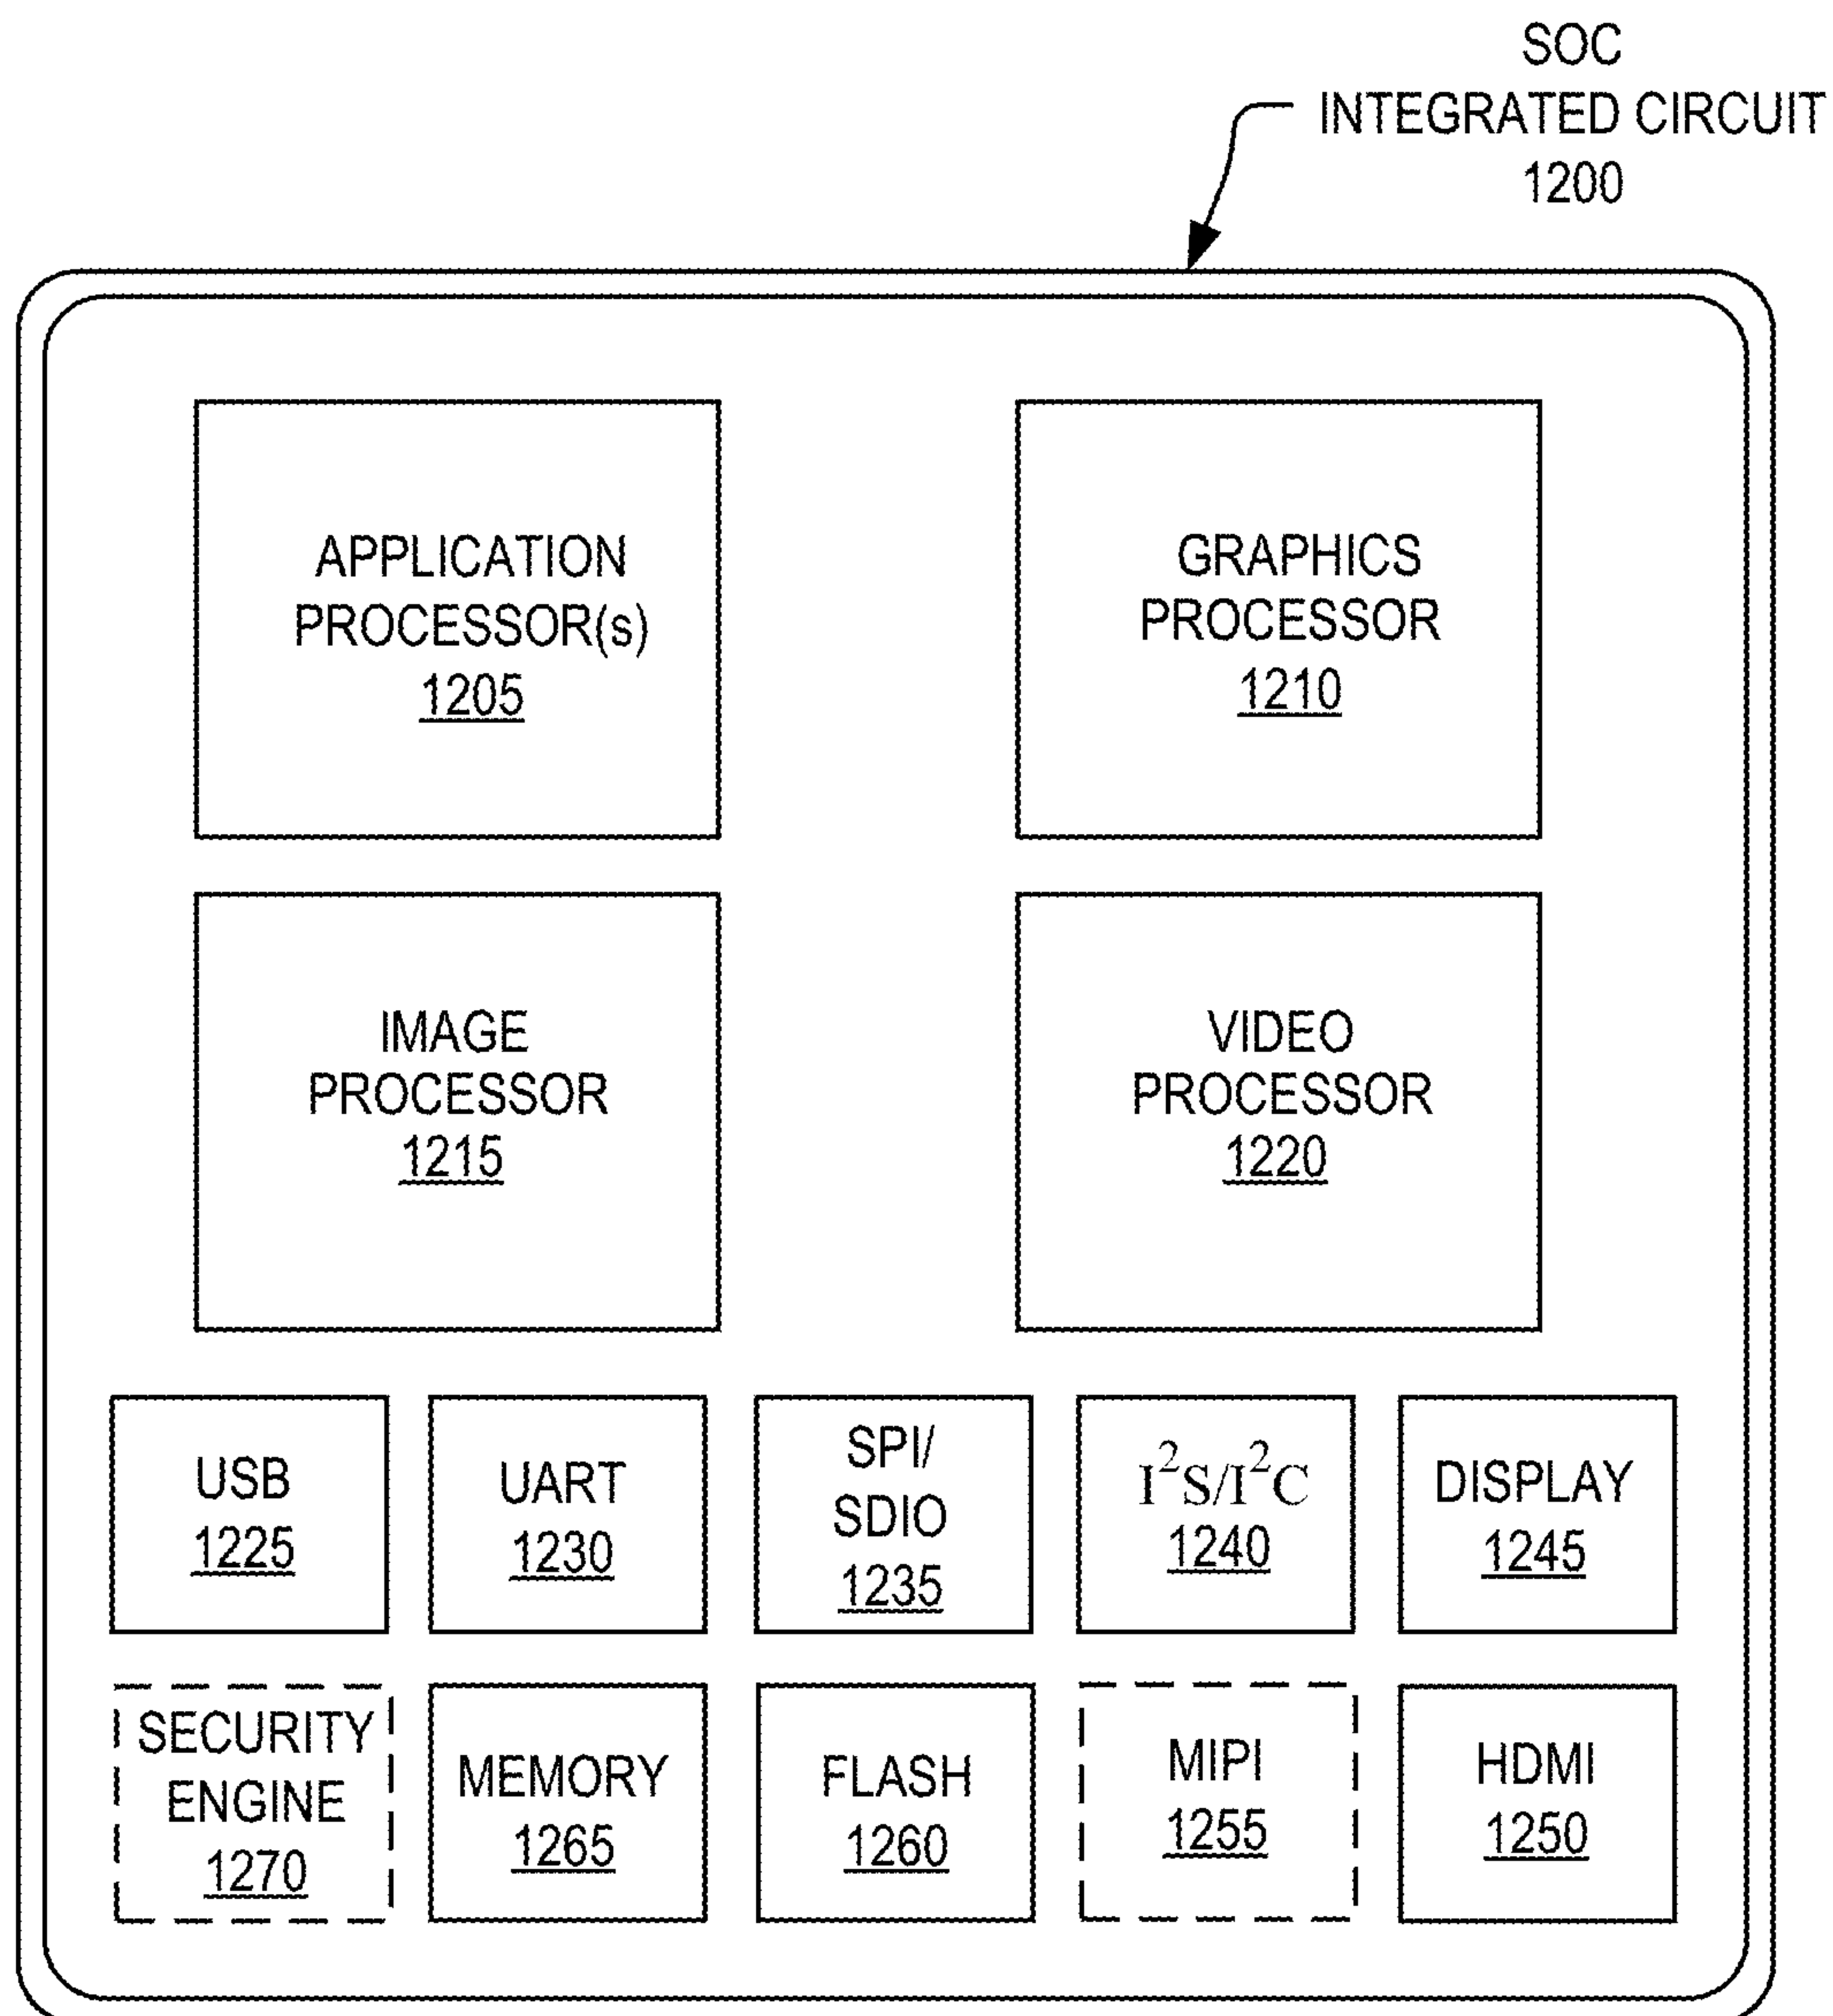 SOC
INTEGRATED CIRCUIT
1200
APPLICATION
PROCESSOR(s)
1205
GRAPHICS
PROCESSOR
1210
IMAGE
PROCESSOR
1215
VIDEO
PROCESSOR
1220
USB
1225
UART
1230
SPI/
SDIO
1235
I²S/I²C
1240
DISPLAY
1245
SECURITY
ENGINE
1270
MEMORY
1265
FLASH
1260
MIPI
1255
HDMI
1250